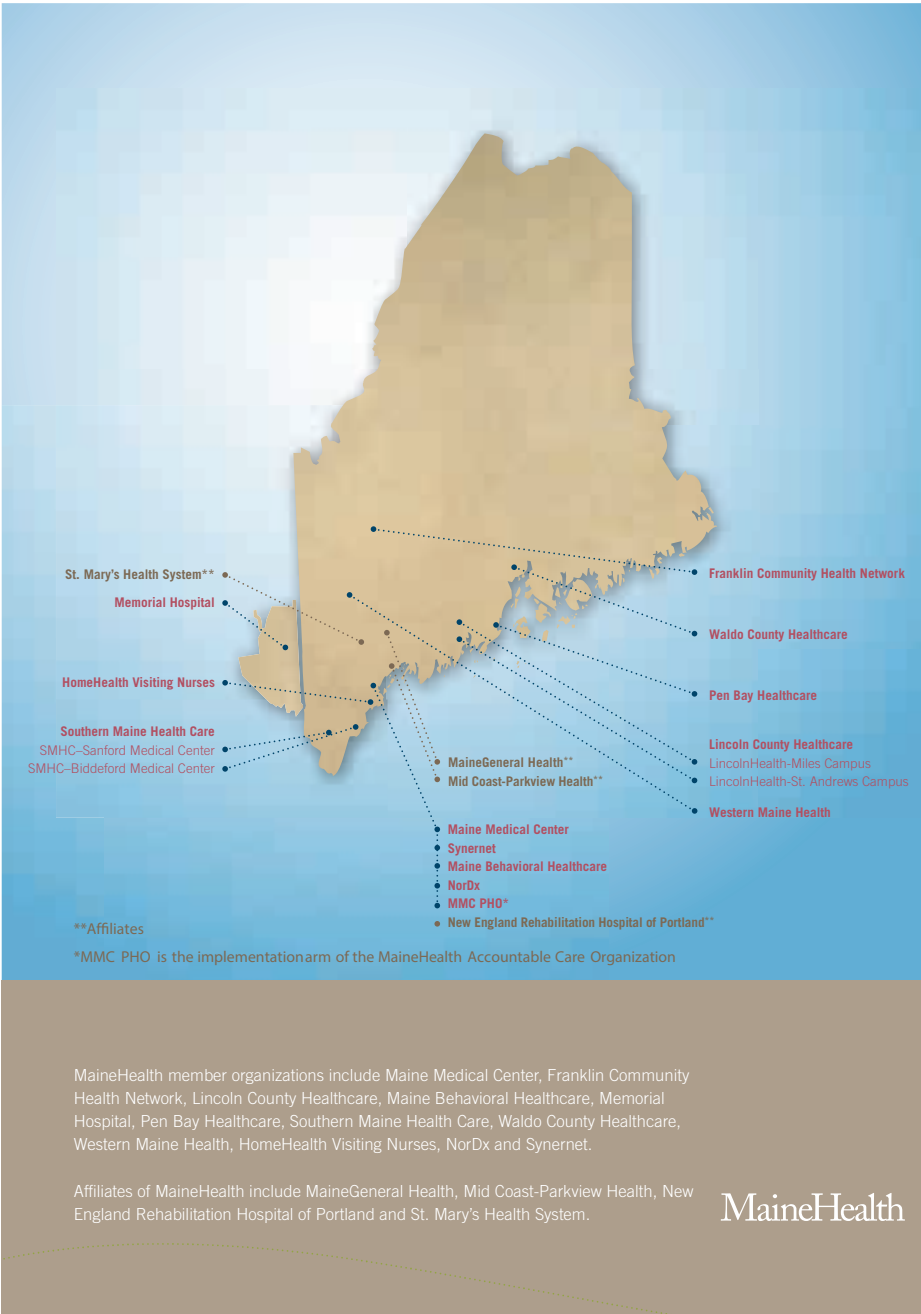 St. Mary's Health System**
Memorial Hospital
HomeHealth Visiting Nurses
Southern Maine Health Care
SMHC–Sanford Medical Center
SMHC–Biddeford Medical Center
Franklin Community Health Network
Waldo County Healthcare
Pen Bay Healthcare
Lincoln County Healthcare
LincolnHealth-Miles Campus
LincolnHealth-St. Andrews Campus
Western Maine Health
MaineGeneral Health**
Mid Coast-Parkview Health**
Maine Medical Center
Synernet
Maine Behavioral Healthcare
NorDx
MMC PHO*
New England Rehabilitation Hospital of Portland**
**Affiliates
*MMC PHO is the implementation arm of the MaineHealth Accountable Care Organization
MaineHealth member organizations include Maine Medical Center, Franklin Community
Health Network, Lincoln County Healthcare, Maine Behavioral Healthcare, Memorial
Hospital, Pen Bay Healthcare, Southern Maine Health Care, Waldo County Healthcare,
Western Maine Health, HomeHealth Visiting Nurses, NorDx and Synernet.
Affiliates of MaineHealth include MaineGeneral Health, Mid Coast-Parkview Health, New
England Rehabilitation Hospital of Portland and St. Mary's Health System.
MaineHealth